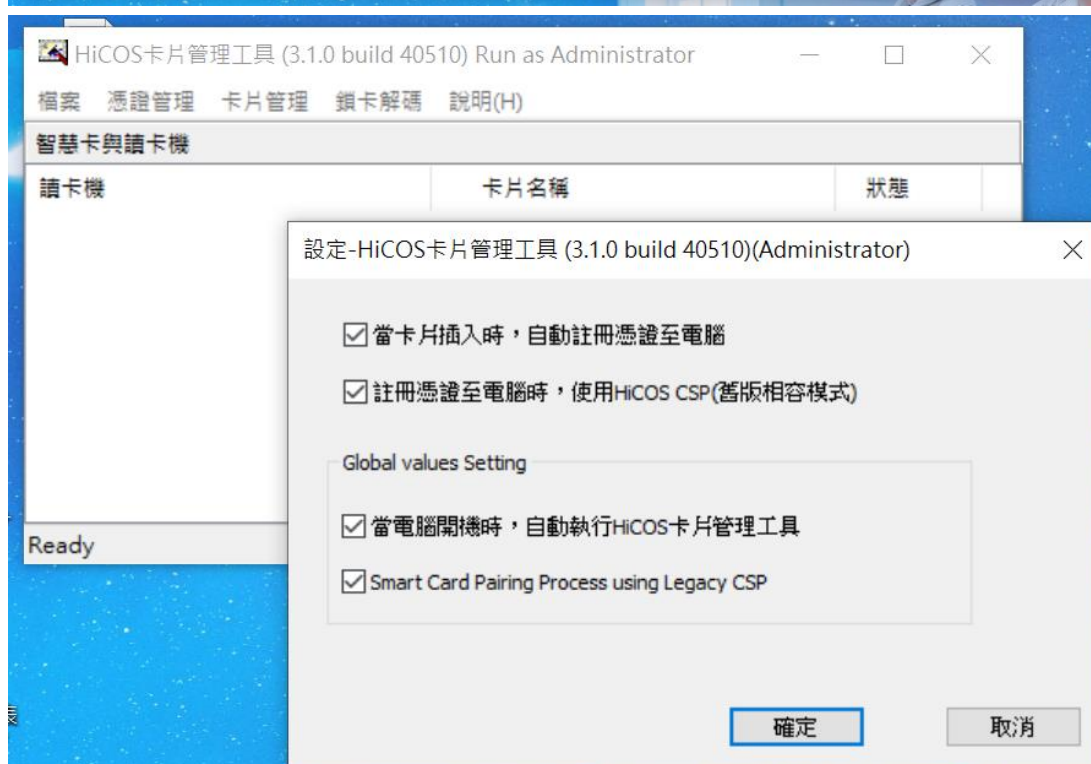 HiCOS卡片管理工具 (3.1.0 build 40510) Run as Administrator
檔案 憑證管理 卡片管理 鎖卡解碼 說明(H)
智慧卡與讀卡機
讀卡機 卡片名稱 狀態
設定-HiCOS卡片管理工具 (3.1.0 build 40510)(Administrator)
當卡片插入時，自動註冊憑證至電腦
註冊憑證至電腦時，使用HiCOS CSP(舊版相容模式)
Global values Setting
當電腦開機時，自動執行HiCOS卡片管理工具
Smart Card Pairing Process using Legacy CSP
Ready
確定 取消